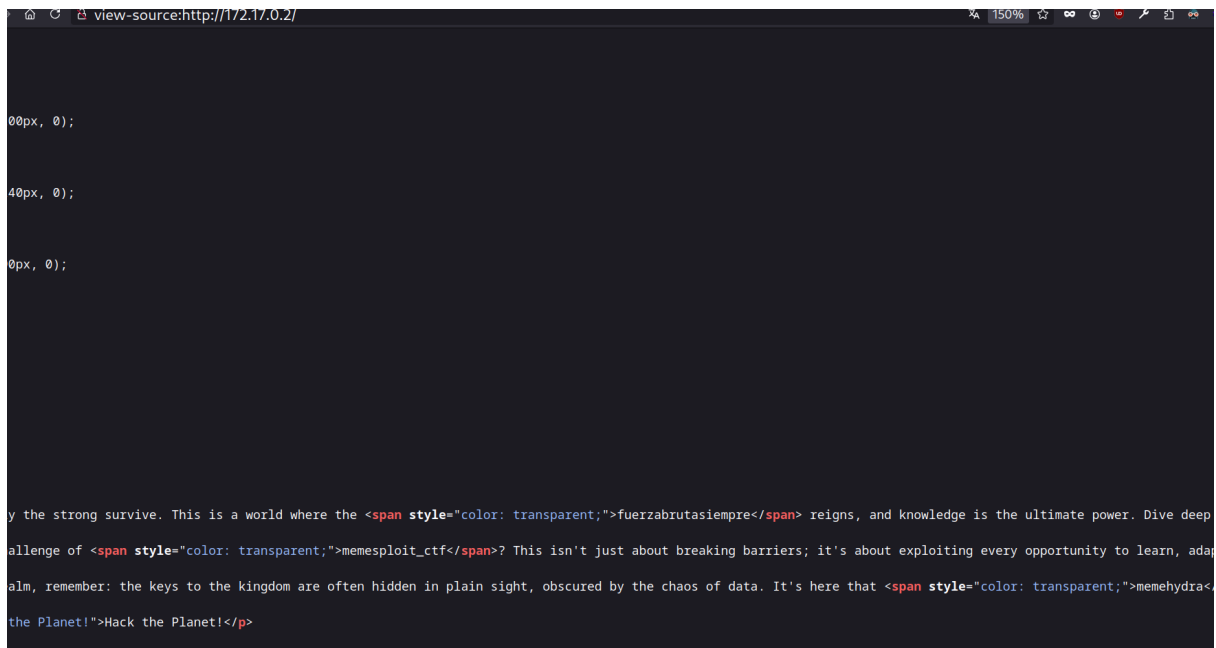 view-source:http://172.17.0.2/
150%
00px, 0);
40px, 0);
0px, 0);
y the strong survive. This is a world where the <span style="color: transparent;">fuerzabrutasiempre</span> reigns, and knowledge is the ultimate power. Dive deep
allenge of <span style="color: transparent;">memesploit_ctf</span>? This isn't just about breaking barriers; it's about exploiting every opportunity to learn, adap
alm, remember: the keys to the kingdom are often hidden in plain sight, obscured by the chaos of data. It's here that <span style="color: transparent;">memehydra</
the Planet!">Hack the Planet!</p>